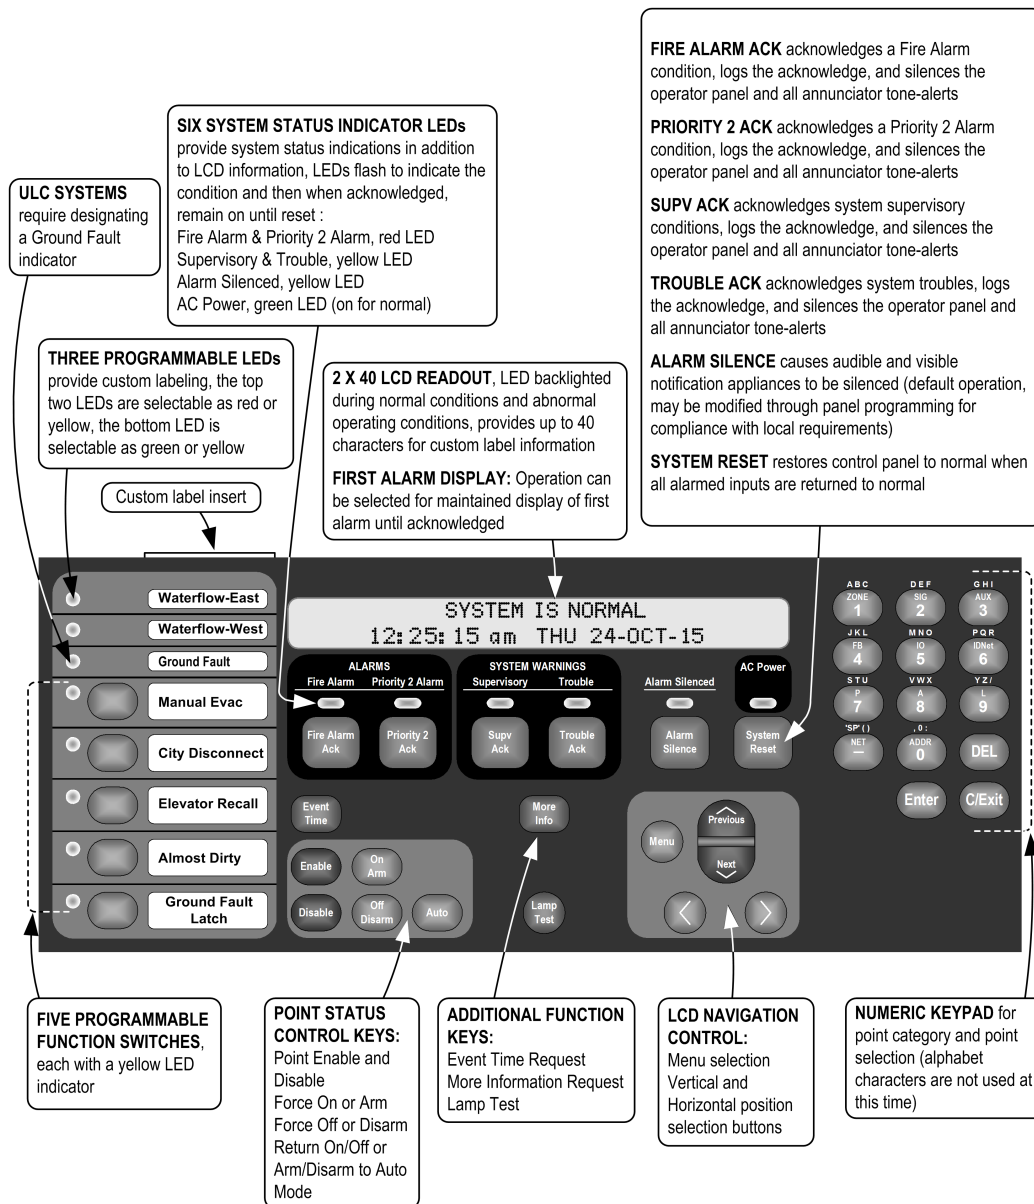 FIRE ALARM ACK acknowledges a Fire Alarm
condition, logs the acknowledge, and silences the
operator panel and all annunciator tone-alerts
PRIORITY 2 ACK acknowledges a Priority 2 Alarm
condition, logs the acknowledge, and silences the
operator panel and all annunciator tone-alerts
SUPV ACK acknowledges system supervisory
conditions, logs the acknowledge, and silences the
operator panel and all annunciator tone-alerts
TROUBLE ACK acknowledges system troubles, logs
the acknowledge, and silences the operator panel and
all annunciator tone-alerts
ALARM SILENCE causes audible and visible
notification appliances to be silenced (default operation,
may be modified through panel programming for
compliance with local requirements)
SYSTEM RESET restores control panel to normal when
all alarmed inputs are returned to normal
SIX SYSTEM STATUS INDICATOR LEDs
provide system status indications in addition
to LCD information, LEDs flash to indicate the
condition and then when acknowledged,
remain on until reset :
Fire Alarm & Priority 2 Alarm, red LED
Supervisory & Trouble, yellow LED
Alarm Silenced, yellow LED
AC Power, green LED (on for normal)
ULC SYSTEMS
require designating
a Ground Fault
indicator
THREE PROGRAMMABLE LEDs
provide custom labeling, the top
two LEDs are selectable as red or
yellow, the bottom LED is
selectable as green or yellow
2 X 40 LCD READOUT, LED backlighted
during normal conditions and abnormal
operating conditions, provides up to 40
characters for custom label information
FIRST ALARM DISPLAY: Operation can
be selected for maintained display of first
alarm until acknowledged
Custom label insert
Waterflow-East
Waterflow-West
Ground Fault
Manual Evac
City Disconnect
Elevator Recall
Almost Dirty
Ground Fault
Latch
SYSTEM IS NORMAL
12:25:15 am THU 24-OCT-15
ALARMS
Fire Alarm Priority 2 Alarm
SYSTEM WARNINGS
Supervisory Trouble
Alarm Silenced
AC Power
Fire Alarm
Ack
Priority 2
Ack
Supv
Ack
Trouble
Ack
Alarm
Silence
System
Reset
Event
Time
More
Info
Enable
On
Arm
Disable
Off
Disarm
Auto
Lamp
Test
Menu
Previous
Next
A B C D E F G H I
ZONE SIG AUX
1 2 3
J K L M N O P Q R
FB IO IDNet
4 5 6
S T U V W X Y Z /
P A L
7 8 9
'SP' ( ) , 0 :
NET ADDR
— 0 DEL
Enter C/Exit
FIVE PROGRAMMABLE
FUNCTION SWITCHES,
each with a yellow LED
indicator
POINT STATUS
CONTROL KEYS:
Point Enable and
Disable
Force On or Arm
Force Off or Disarm
Return On/Off or
Arm/Disarm to Auto
Mode
ADDITIONAL FUNCTION
KEYS:
Event Time Request
More Information Request
Lamp Test
LCD NAVIGATION
CONTROL:
Menu selection
Vertical and
Horizontal position
selection buttons
NUMERIC KEYPAD for
point category and point
selection (alphabet
characters are not used at
this time)